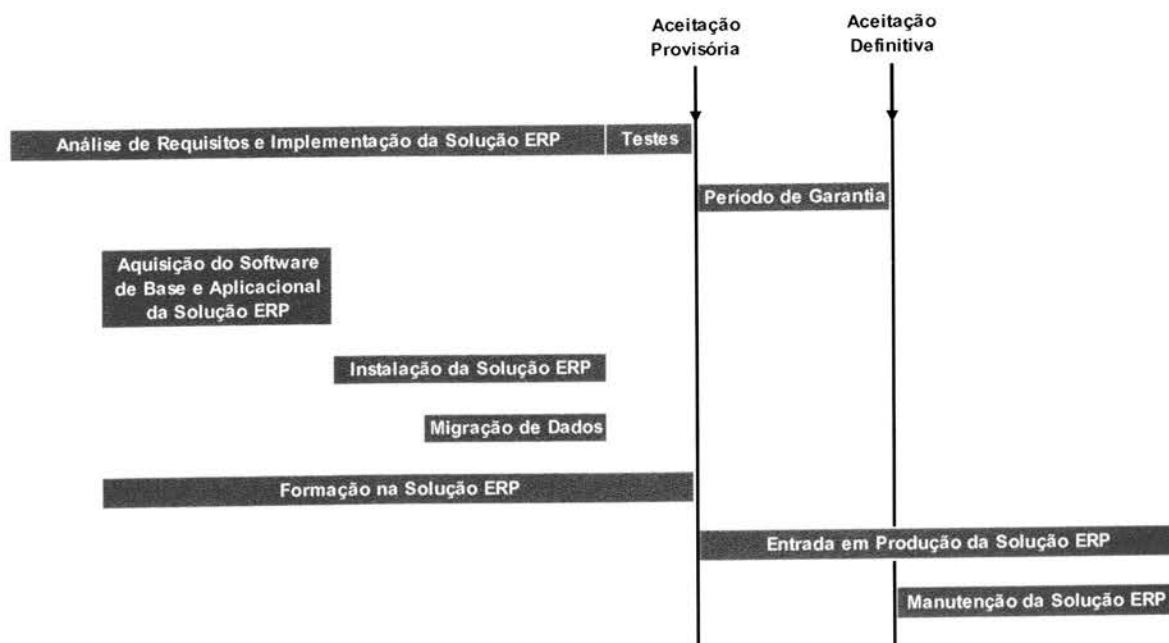 Aceitação
Provisória
Aceitação
Definitiva
Análise de Requisitos e Implementação da Solução ERP
Testes
Período de Garantia
Aquisição do Software
de Base e Aplicacional
da Solução ERP
Instalação da Solução ERP
Migração de Dados
Formação na Solução ERP
Entrada em Produção da Solução ERP
Manutenção da Solução ERP